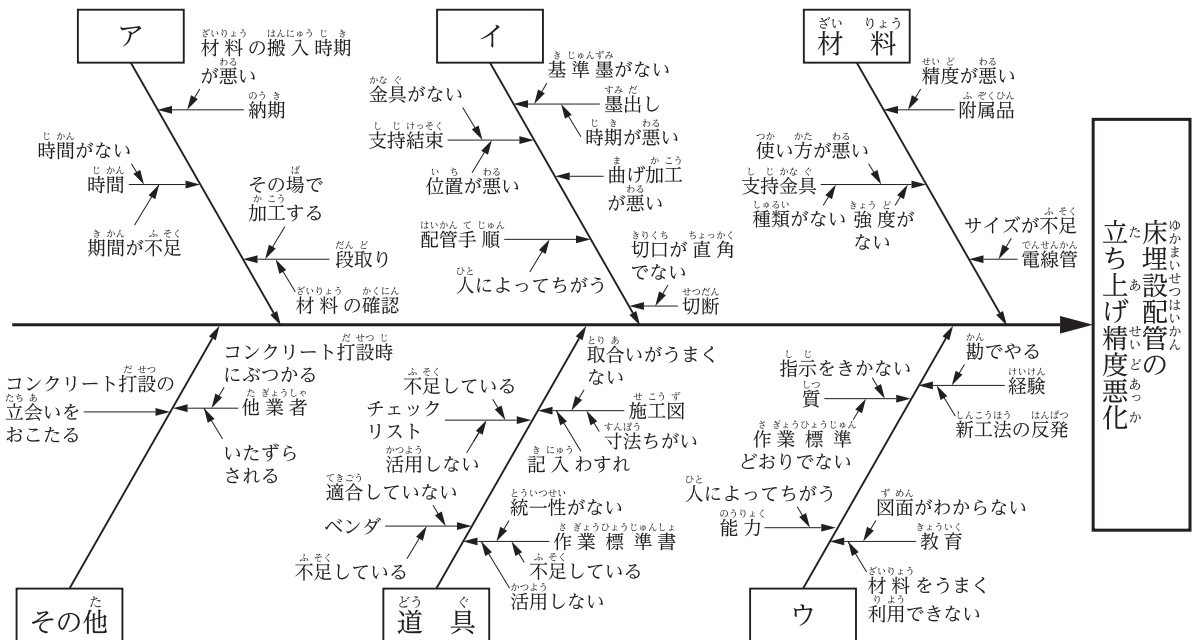 ア
材料の搬入時期
が悪い
納期
時間がない
時間
期間が不足
その場で
加工する
段取り
材料の確認
イ
基準墨がない
墨出し
時期が悪い
金具がない
支持結束
位置が悪い
曲げ加工
が悪い
配管手順
人によってちがう
切口が直角
でない
切断
材料
精度が悪い
附属品
使い方が悪い
支持金具
種類がない
強度が
ない
サイズが不足
電線管
床埋設配管の
立ち上げ精度悪化
コンクリート打設の
立会いを
おこたる
コンクリート打設時
にぶつかる
他業者
いたずら
される
その他
取合いがうまく
ない
施工図
寸法ちがい
記入わすれ
不足している
チェック
リスト
活用しない
適合していない
ベンダ
不足している
統一性がない
作業標準書
不足している
活用しない
道具
勘でやる
経験
新工法の反発
指示をきかない
質
作業標準
どおりでない
人によってちがう
能力
図面がわからない
教育
材料をうまく
利用できない
ウ